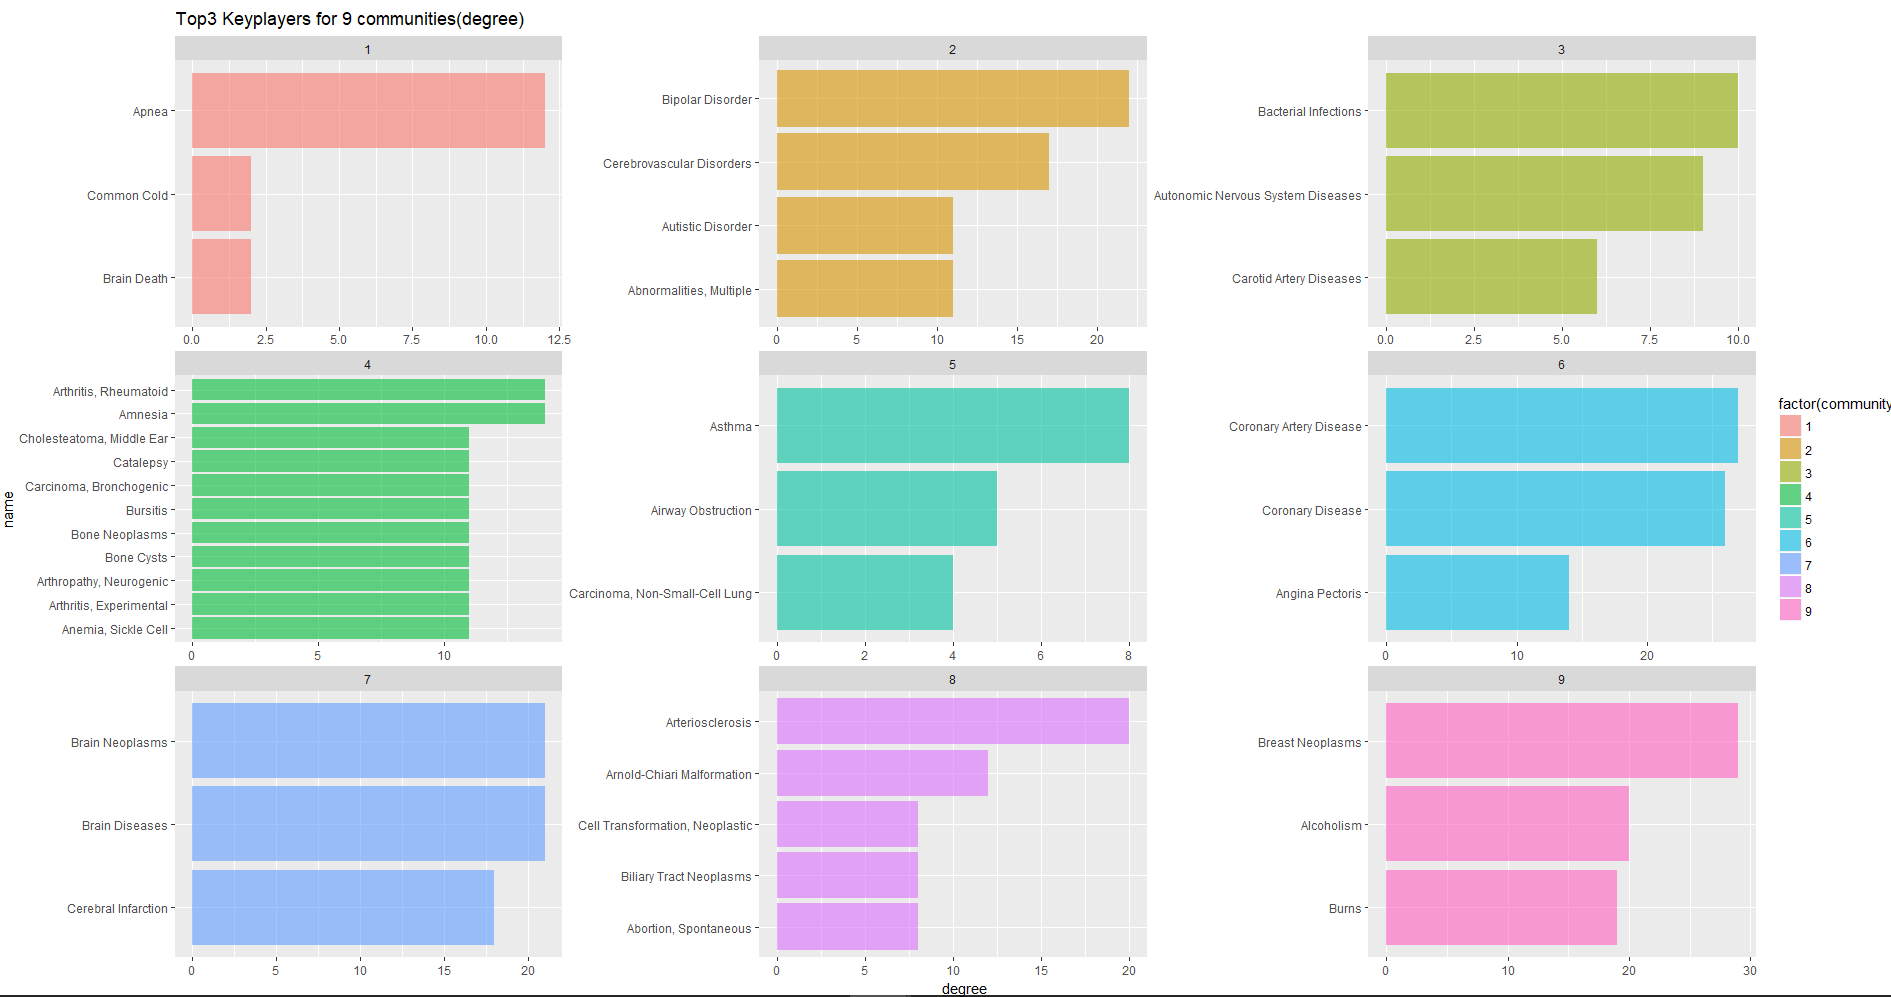 Top3 Keyplayers for 9 communities(degree)
1
Apnea
Common Cold
Brain Death
0.0 2.5 5.0 7.5 10.0 12.5
2
Bipolar Disorder
Cerebrovascular Disorders
Autistic Disorder
Abnormalities, Multiple
0 5 10 15 20
3
Bacterial Infections
Autonomic Nervous System Diseases
Carotid Artery Diseases
0.0 2.5 5.0 7.5 10.0
4
Arthritis, Rheumatoid
Amnesia
Cholesteatoma, Middle Ear
Catalepsy
Carcinoma, Bronchogenic
Bursitis
Bone Neoplasms
Bone Cysts
Arthropathy, Neurogenic
Arthritis, Experimental
Anemia, Sickle Cell
0 5 10
5
Asthma
Airway Obstruction
Carcinoma, Non-Small-Cell Lung
0 2 4 6 8
6
Coronary Artery Disease
Coronary Disease
Angina Pectoris
0 10 20
7
Brain Neoplasms
Brain Diseases
Cerebral Infarction
0 5 10 15 20
8
Arteriosclerosis
Arnold-Chiari Malformation
Cell Transformation, Neoplastic
Biliary Tract Neoplasms
Abortion, Spontaneous
0 5 10 15 20
9
Breast Neoplasms
Alcoholism
Burns
0 10 20 30
name
degree
factor(community
1
2
3
4
5
6
7
8
9